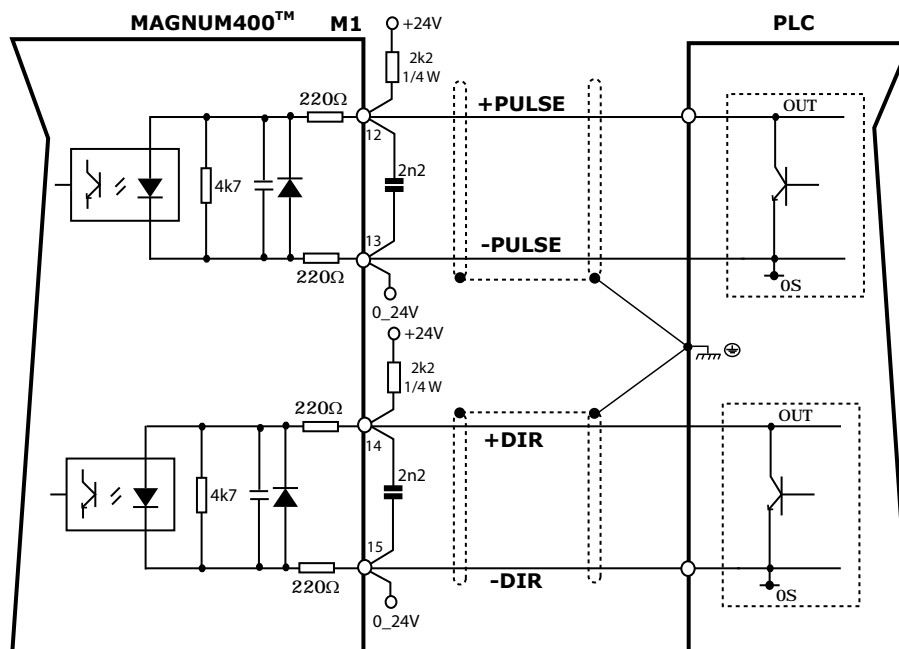 MAGNUM400™ M1 PLC
+24V
2k2
1/4 W
220Ω +PULSE OUT
12
4k7 2n2
13
-PULSE
220Ω 0S
0_24V
+24V
2k2
1/4 W
220Ω OUT
14 +DIR
4k7 2n2
15
220Ω -DIR 0S
0_24V